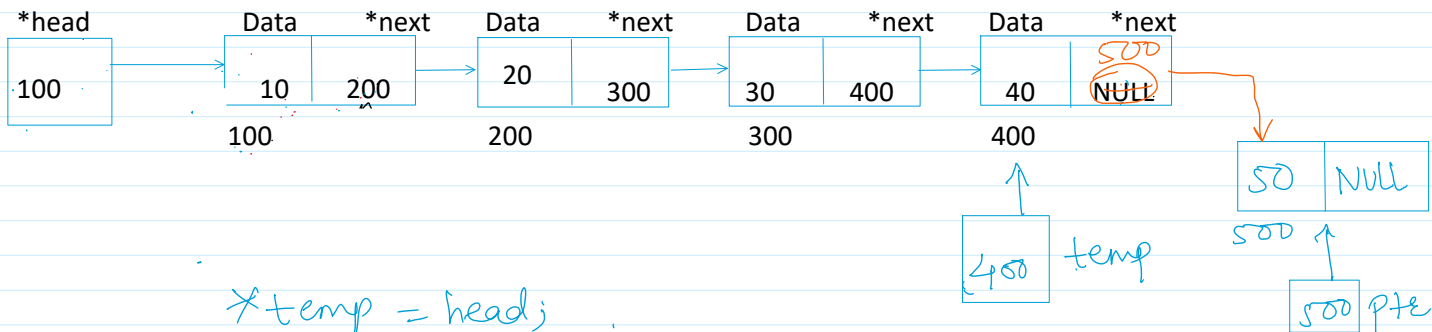 *head Data *next Data *next Data *next Data *next
500
100 10 200 20 300 30 400 40 NULL
100 200 300 400
50 NULL
500
400 temp
500 ptr
*temp = head;